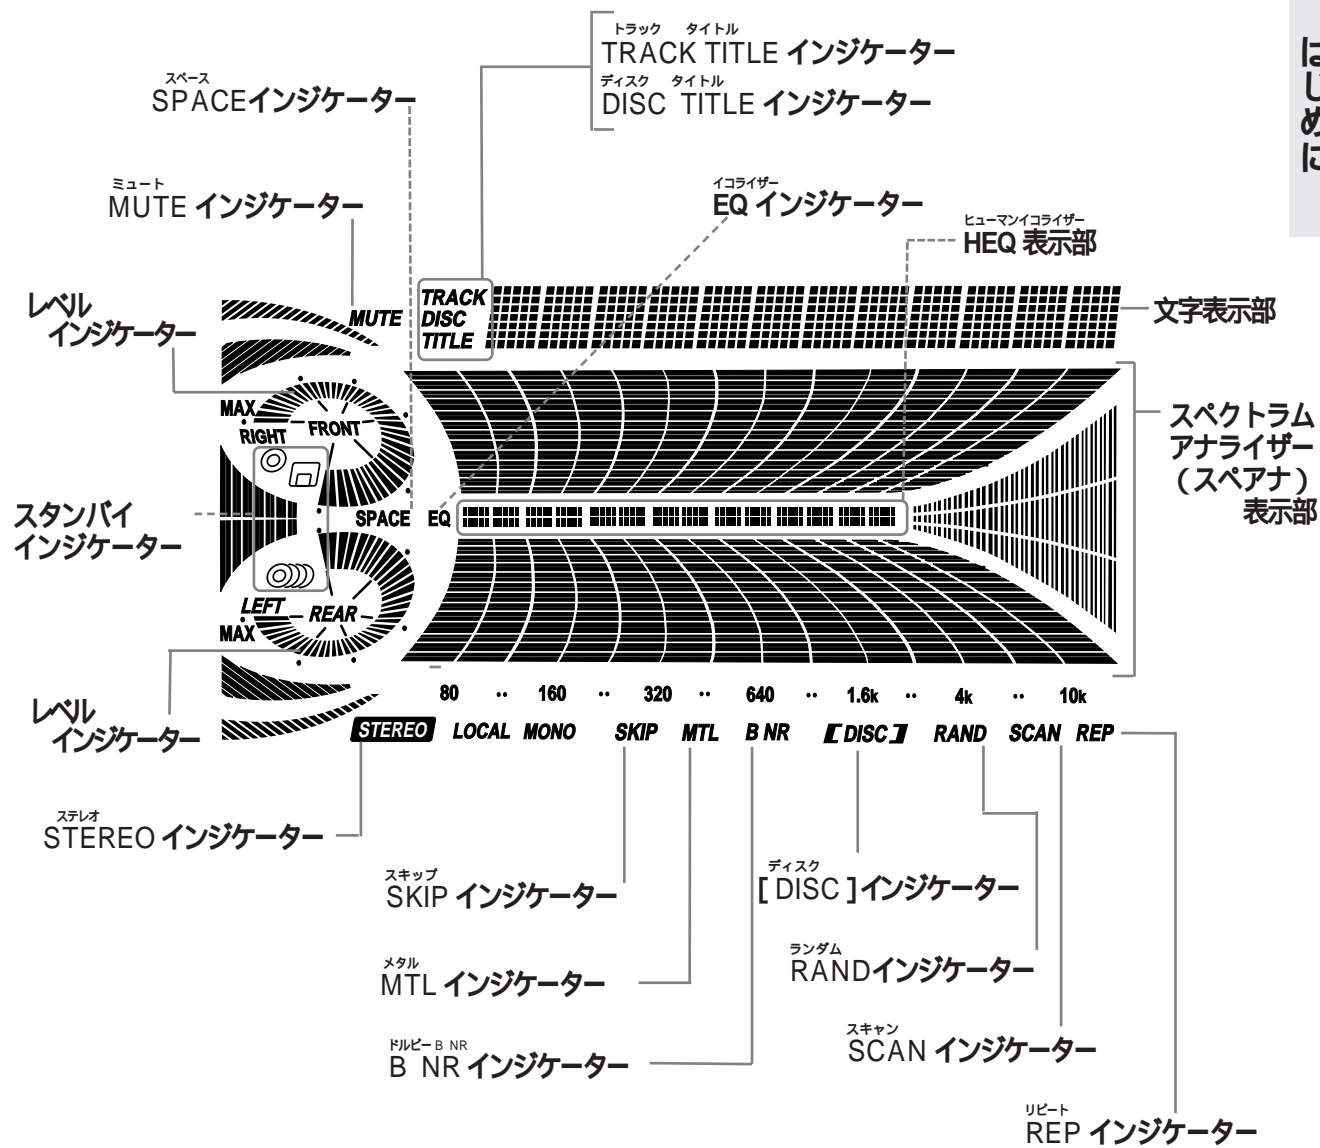 トラック タイトル
TRACK TITLE インジケーター
ディスク タイトル
DISC TITLE インジケーター
スペース
SPACEインジケーター
ミュート
MUTE インジケーター
イコライザー
EQ インジケーター
ヒューマンイコライザー
HEQ 表示部
はじめに
レベル
インジケーター
MUTE
TRACK
DISC
TITLE
文字表示部
MAX
RIGHT
FRONT
スペクトラム
アナライザー
（スペアナ）
表示部
スタンバイ
インジケーター
SPACE EQ
LEFT
REAR
MAX
レベル
インジケーター
80 ・・ 160 ・・ 320 ・・ 640 ・・ 1.6k ・・ 4k ・・ 10k
STEREO LOCAL MONO SKIP MTL B NR [DISC] RAND SCAN REP
ステレオ
STEREO インジケーター
スキップ
SKIP インジケーター
ディスク
[ DISC ]インジケーター
メタル
MTL インジケーター
ランダム
RANDインジケーター
ドルビー B NR
B NR インジケーター
スキャン
SCAN インジケーター
リピート
REP インジケーター